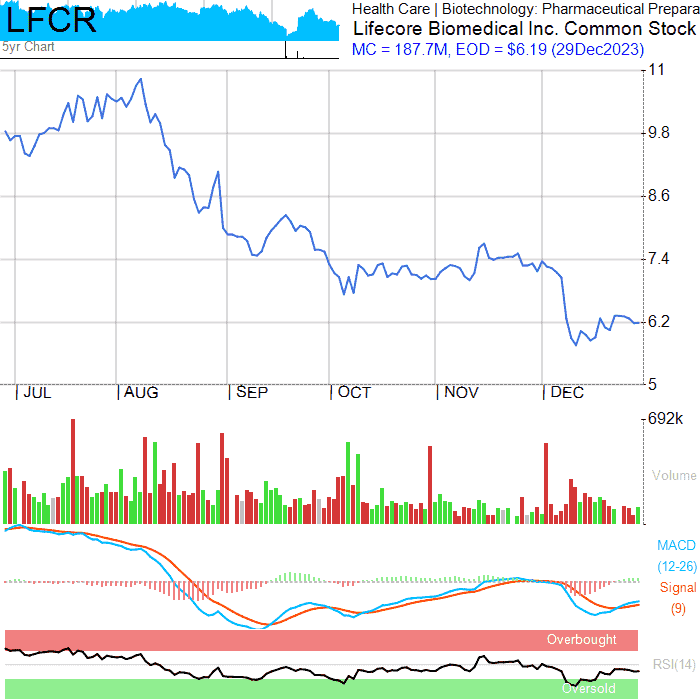 LFCR
5yr Chart
Health Care | Biotechnology: Pharmaceutical Prepara
Lifecore Biomedical Inc. Common Stock
MC = 187.7M, EOD = $6.19 (29Dec2023)
11
9.8
8.6
7.4
6.2
5
| JUL | AUG | SEP | OCT | NOV | DEC
692k
Volume
MACD
(12-26)
Signal
(9)
Overbought
RSI(14)
Oversold